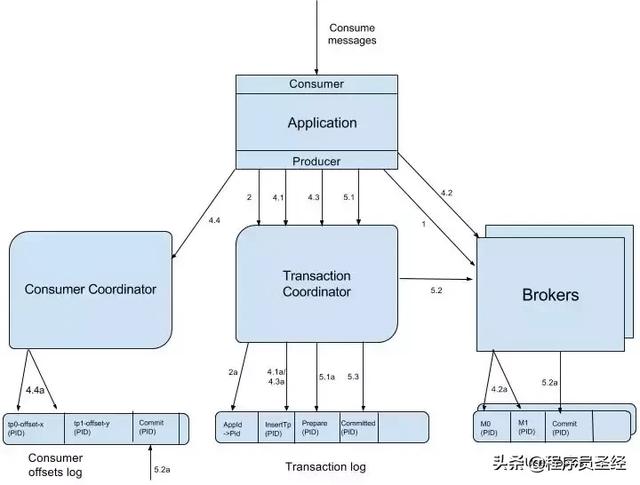 Consume
messages
Consumer
Application
Producer
4.4
2
4.1
4.3
5.1
1
4.2
Consumer Coordinator
Transaction
Coordinator
5.2
Brokers
4.4a
2a
4.1a/
4.3a
5.1a
5.3
4.2a
5.2a
tp0-offset-x
(PID)
tp1-offset-y
(PID)
Commit
(PID)
AppId
->Pid
InsertTp
(PID)
Prepare
(PID)
Committed
(PID)
M0
(PID)
M1
(PID)
Commit
(PID)
Consumer
offsets log
5.2a
Transaction log
头条@程序员圣经